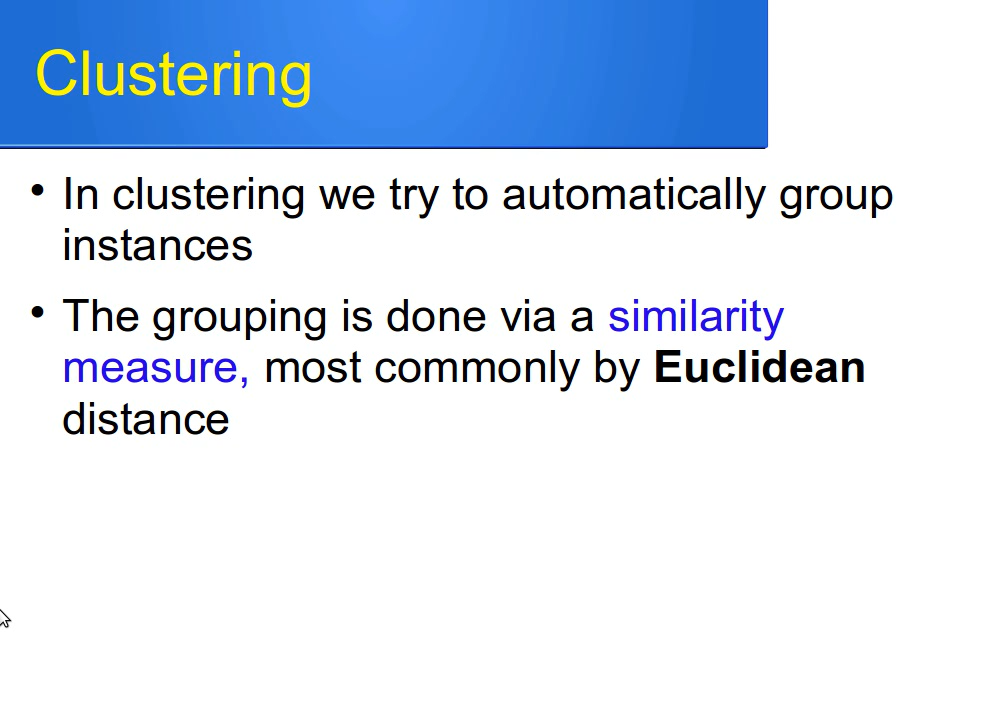 Clustering
• In clustering we try to automatically group
instances
• The grouping is done via a similarity
measure, most commonly by Euclidean
distance